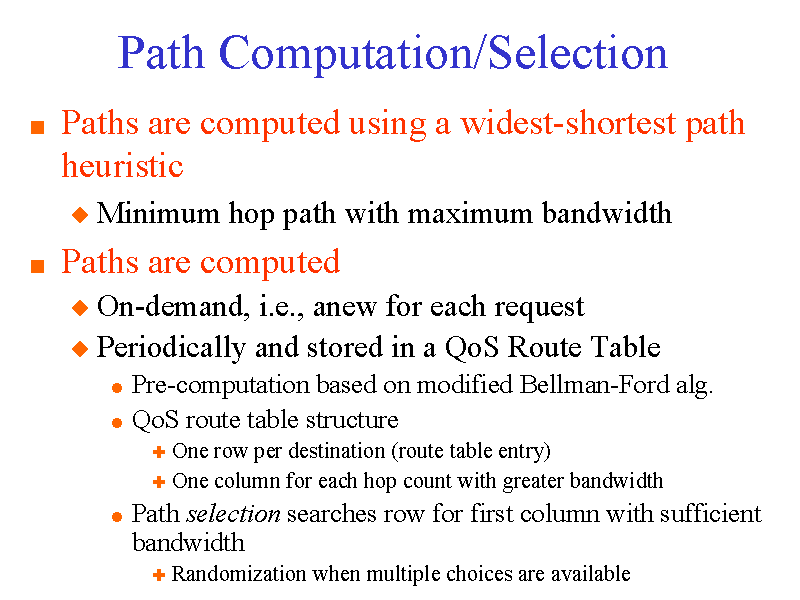 Path Computation/Selection
Paths are computed using a widest-shortest path
heuristic
Minimum hop path with maximum bandwidth
Paths are computed
On-demand, i.e., anew for each request
Periodically and stored in a QoS Route Table
Pre-computation based on modified Bellman-Ford alg.
QoS route table structure
One row per destination (route table entry)
One column for each hop count with greater bandwidth
Path selection searches row for first column with sufficient
bandwidth
Randomization when multiple choices are available